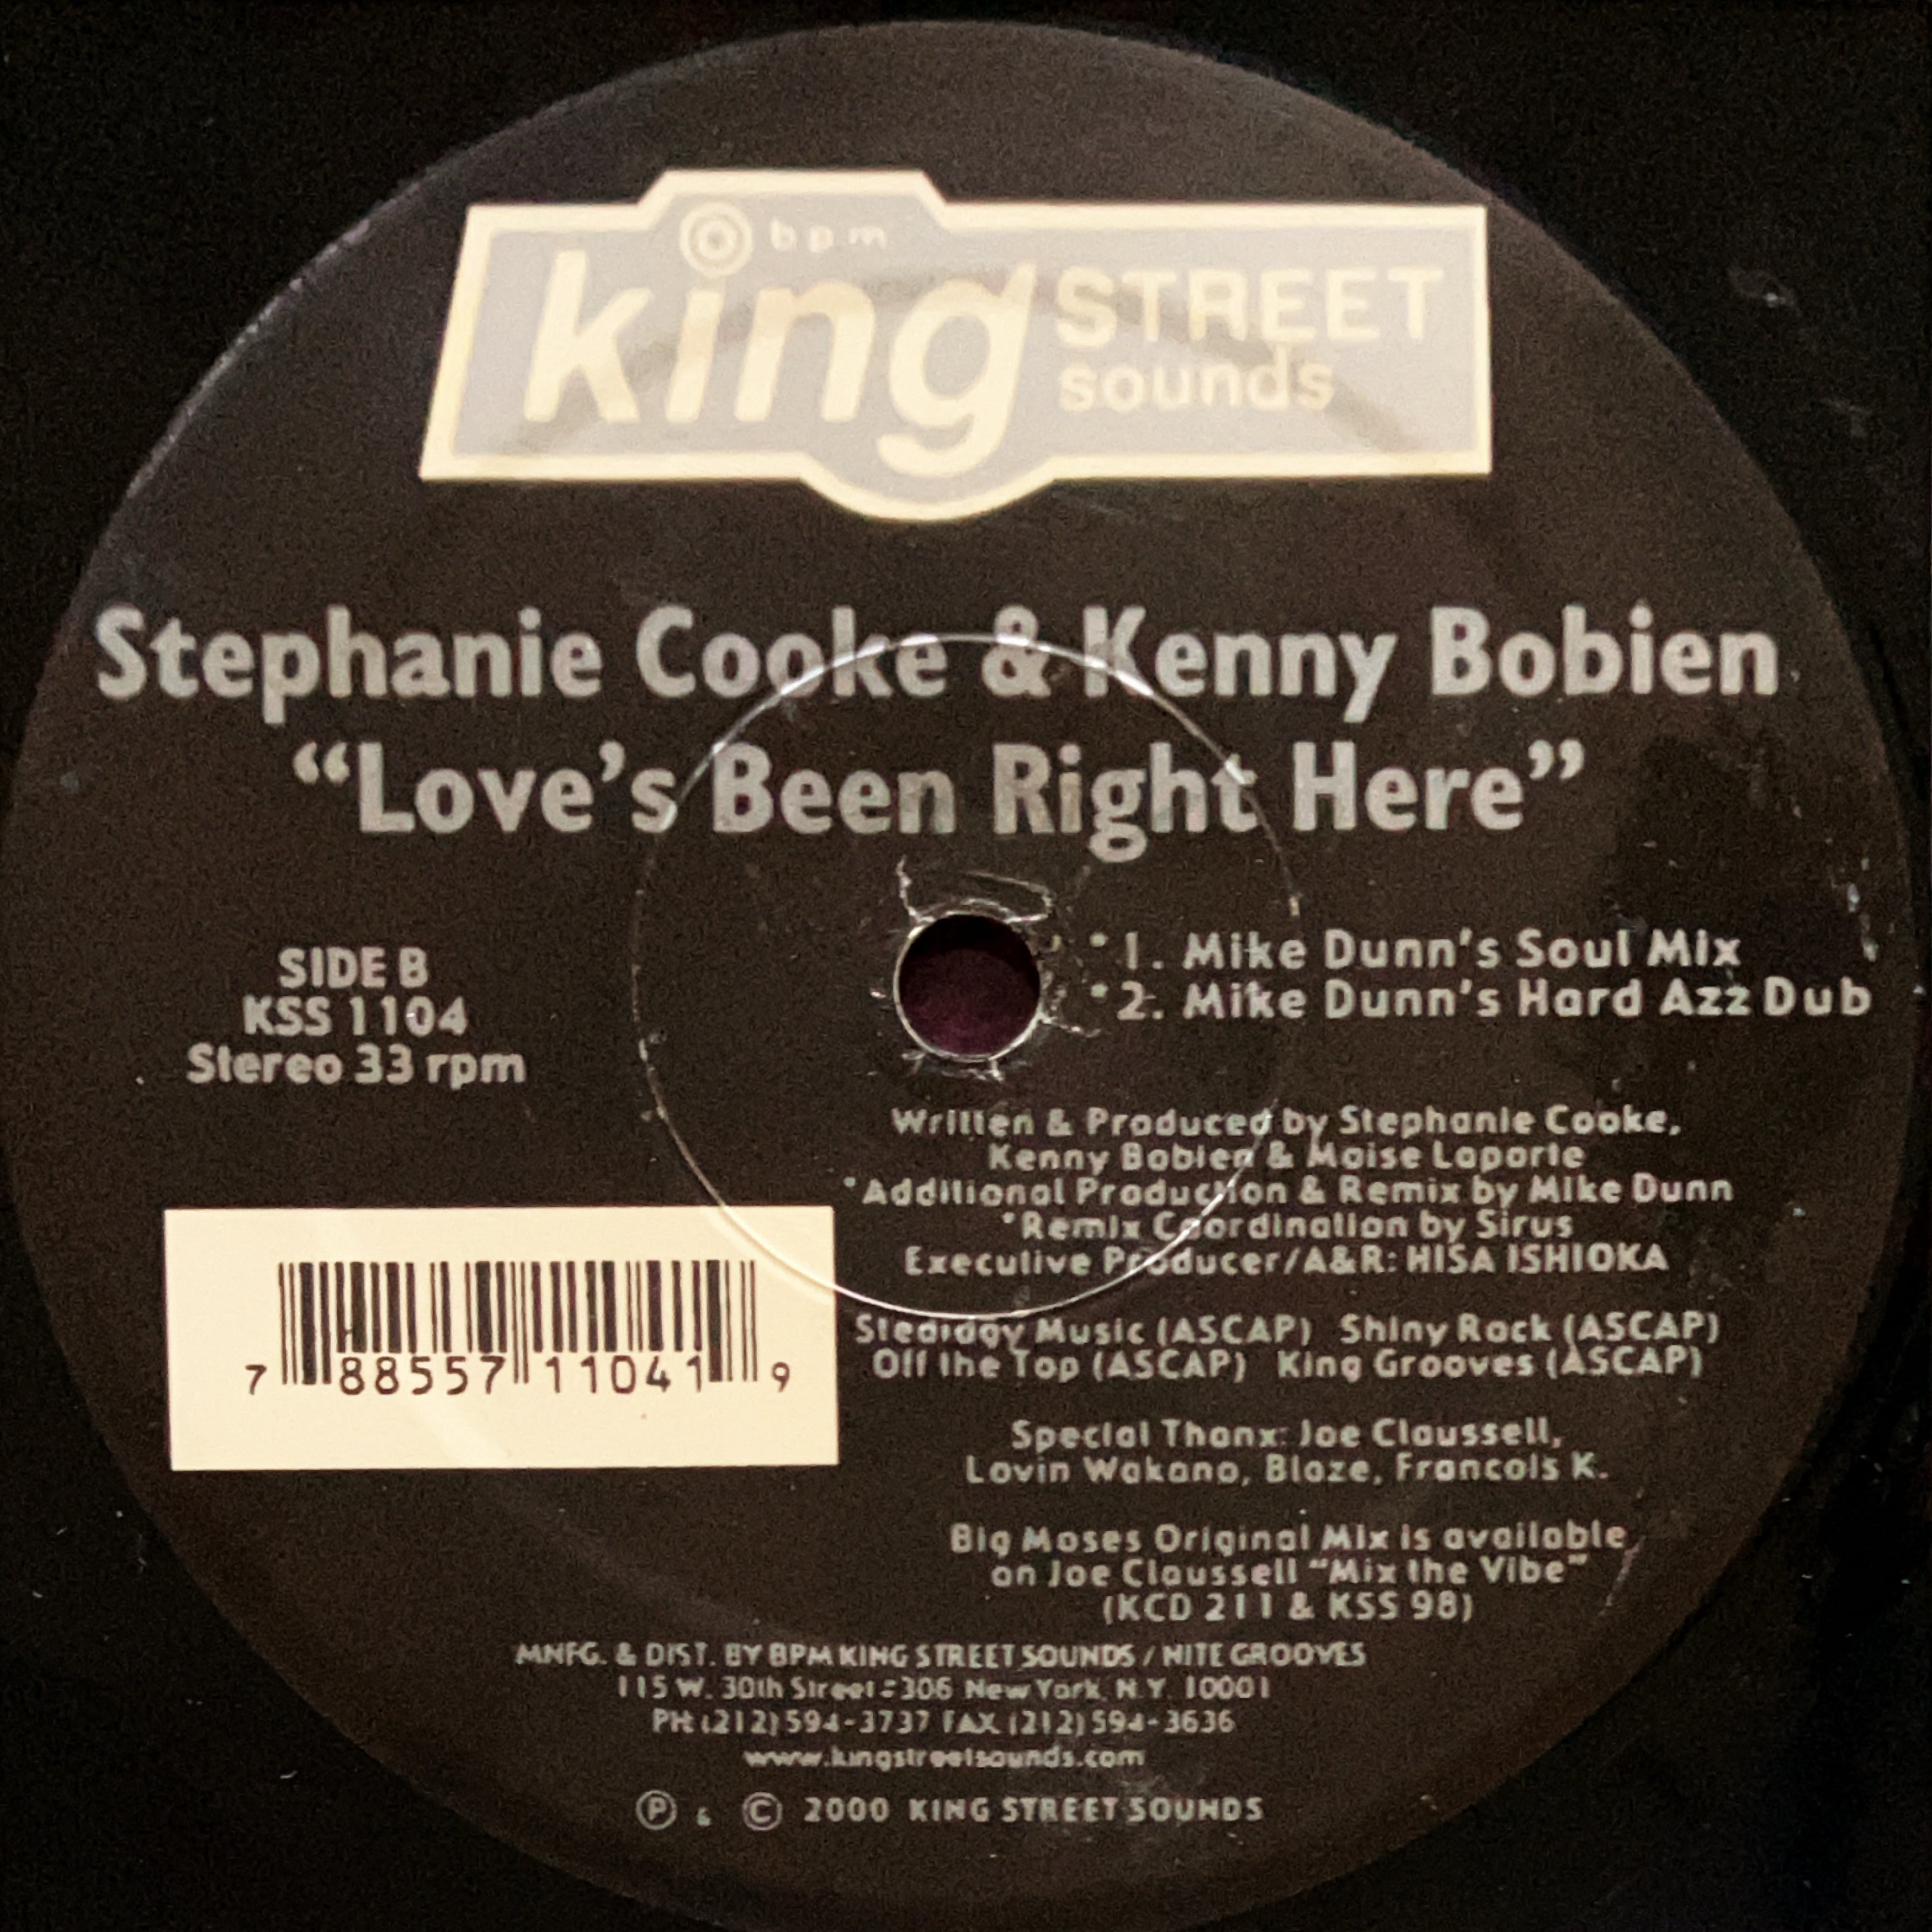 bpm
king STREET
sounds
Stephanie Cooke & Kenny Bobien
“Love’s Been Right Here”
SIDE B
KSS 1104
Stereo 33 rpm
*1. Mike Dunn's Soul Mix
*2. Mike Dunn's Hard Azz Dub
Written & Produced by Stephanie Cooke,
Kenny Bobien & Moise Laporte
*Additional Production & Remix by Mike Dunn
*Remix Coordination by Sirus
Executive Producer/A&R: HISA ISHIOKA
Music (ASCAP) Shiny Rock (ASCAP)
Off the Top (ASCAP) King Grooves (ASCAP)
Special Thanx: Joe Claussell,
Lovin Wakano, Blaze, Francois K.
Big Moses Original Mix is available
on Joe Claussell "Mix the Vibe"
(KCD 211 & KSS 98)
7 88557 11041 9
MNFG. & DIST. BY BPM KING STREET SOUNDS / NITE GROOVES
115 W. 30th Street #306 New York, N.Y. 10001
PH: (212) 594-3737 FAX (212) 594-3636
www.kingstreetsounds.com
Ⓟ & © 2000 KING STREET SOUNDS